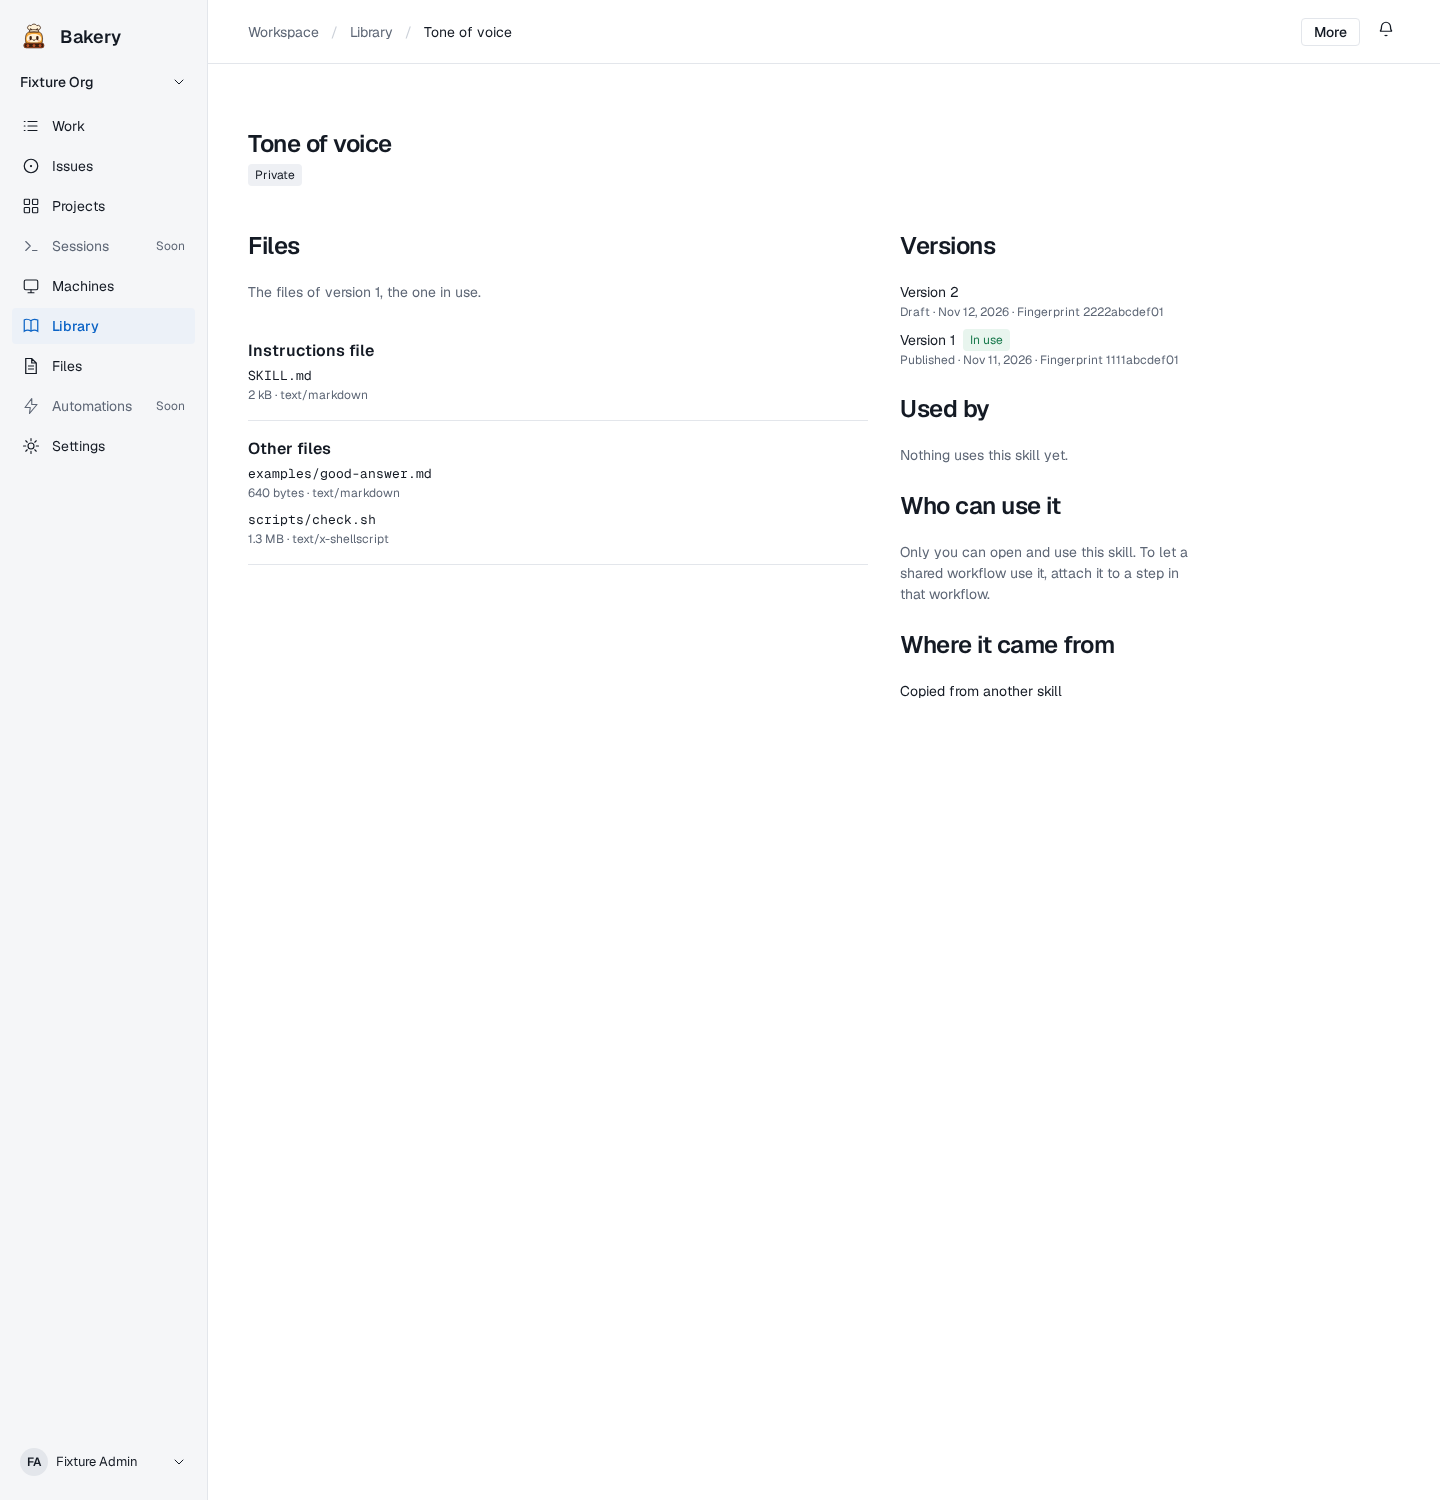 Bakery
Fixture Org
Work
Issues
Projects
Sessions Soon
Machines
Library
Files
Automations Soon
Settings
FA Fixture Admin
Workspace / Library / Tone of voice
More
Tone of voice
Private
Files
The files of version 1, the one in use.
Instructions file
SKILL.md
2 kB · text/markdown
Other files
examples/good-answer.md
640 bytes · text/markdown
scripts/check.sh
1.3 MB · text/x-shellscript
Versions
Version 2
Draft · Nov 12, 2026 · Fingerprint 2222abcdef01
Version 1 In use
Published · Nov 11, 2026 · Fingerprint 1111abcdef01
Used by
Nothing uses this skill yet.
Who can use it
Only you can open and use this skill. To let a
shared workflow use it, attach it to a step in
that workflow.
Where it came from
Copied from another skill